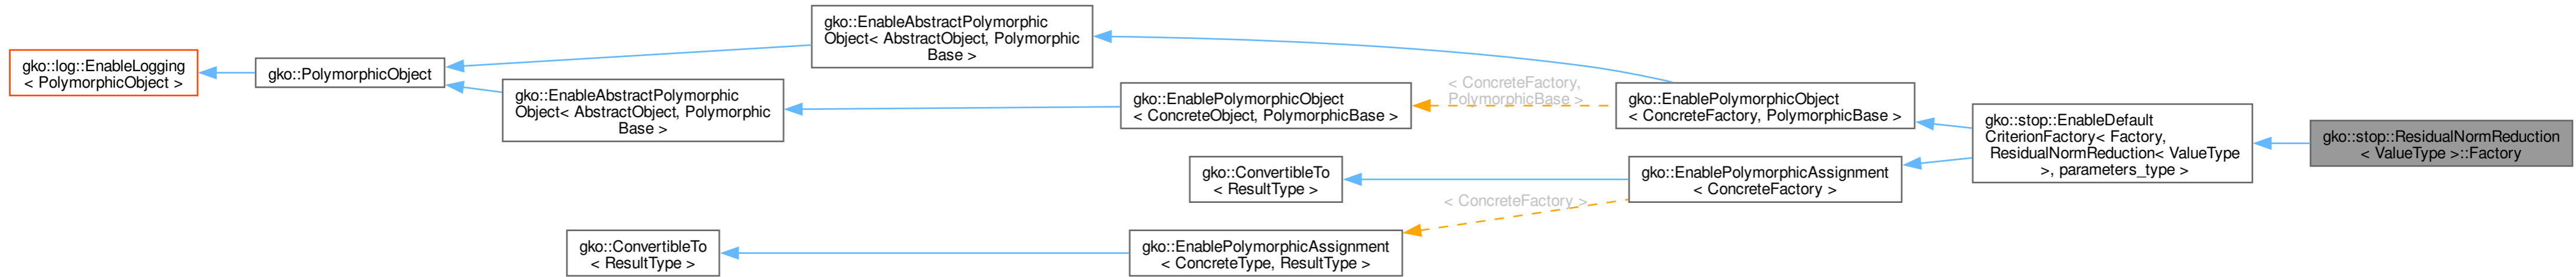 gko::log::EnableLogging
< PolymorphicObject >
gko::PolymorphicObject
gko::EnableAbstractPolymorphic
Object< AbstractObject, Polymorphic
Base >
gko::EnableAbstractPolymorphic
Object< AbstractObject, Polymorphic
Base >
gko::EnablePolymorphicObject
< ConcreteObject, PolymorphicBase >
< ConcreteFactory,
PolymorphicBase >
gko::EnablePolymorphicObject
< ConcreteFactory, PolymorphicBase >
gko::ConvertibleTo
< ResultType >
gko::EnablePolymorphicAssignment
< ConcreteFactory >
< ConcreteFactory >
gko::ConvertibleTo
< ResultType >
gko::EnablePolymorphicAssignment
< ConcreteType, ResultType >
gko::stop::EnableDefault
CriterionFactory< Factory,
ResidualNormReduction< ValueType
>, parameters_type >
gko::stop::ResidualNormReduction
< ValueType >::Factory